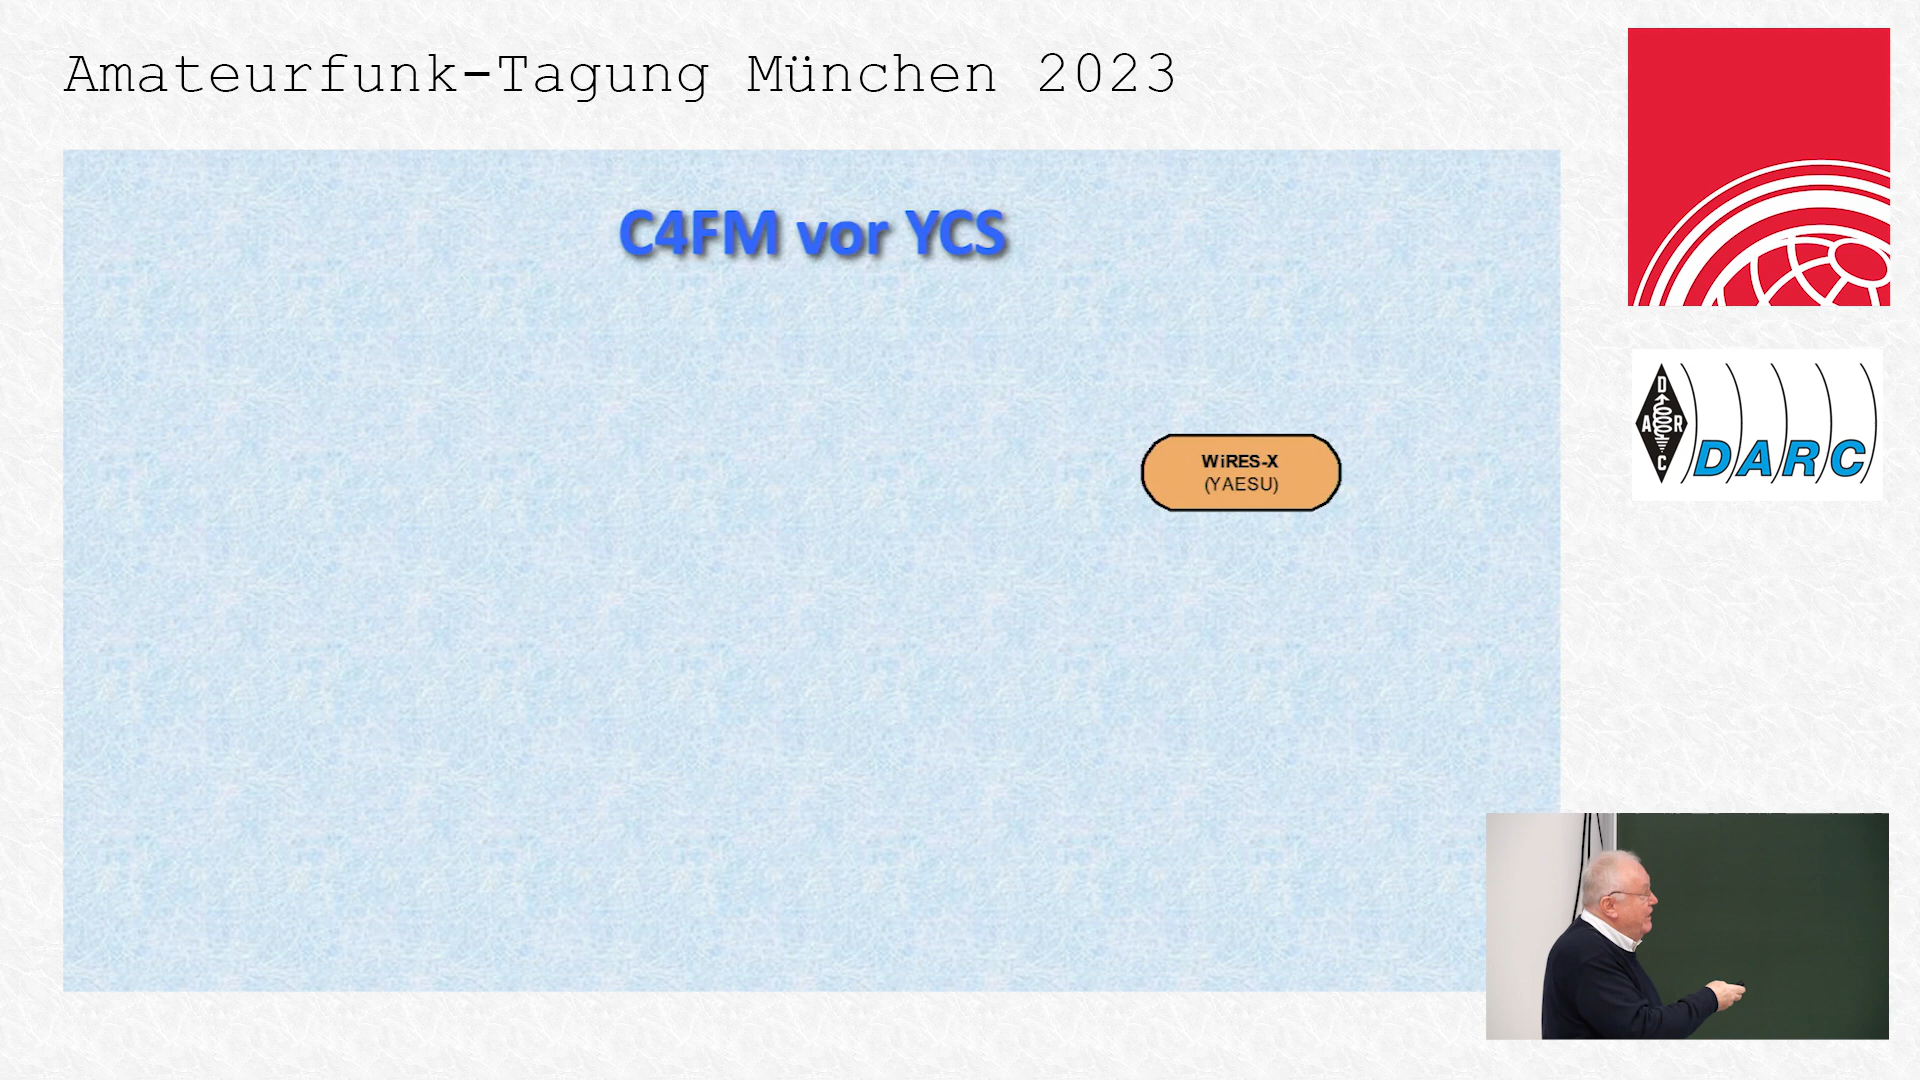 Amateurfunk-Tagung München 2023
C4FM vor YCS
WiRES-X
(YAESU)
D
A R
C
DARC